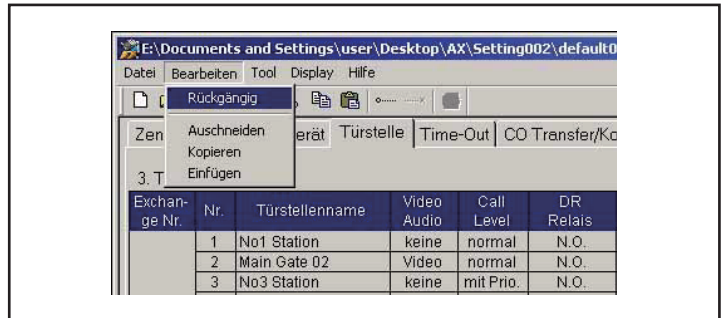 E:\Documents and Settings\user\Desktop\AX\Setting002\default0
Datei Bearbeiten Tool Display Hilfe
Rückgängig
Auschneiden
Kopieren
Einfügen
Zen erät Türstelle Time-Out CO Transfer/Ko
3. T
Exchan-
ge Nr. Nr. Türstellenname Video
Audio Call
Level DR
Relais
1 No1 Station keine normal N.O.
2 Main Gate 02 Video normal N.O.
3 No3 Station keine mit Prio. N.O.